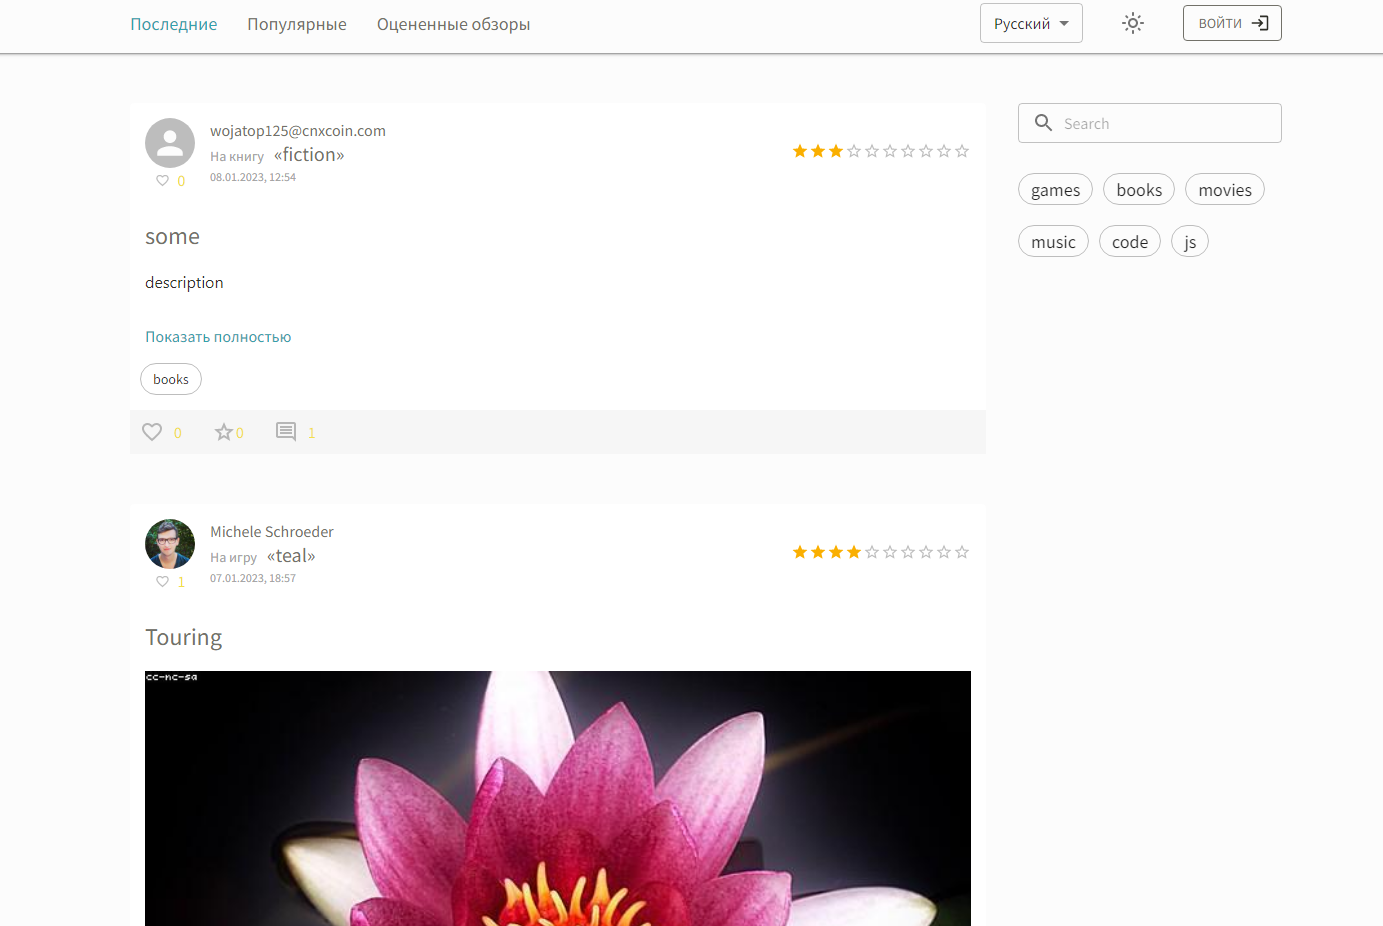 Последние Популярные Оцененные обзоры Русский ВОЙТИ
wojatop125@cnxcoin.com
На книгу «fiction»
0 08.01.2023, 12:54
some
description
Показать полностью
books
0 0 1
Michele Schroeder
На игру «teal»
1 07.01.2023, 18:57
Touring
cc-nc-sa
Search
games books movies
music code js